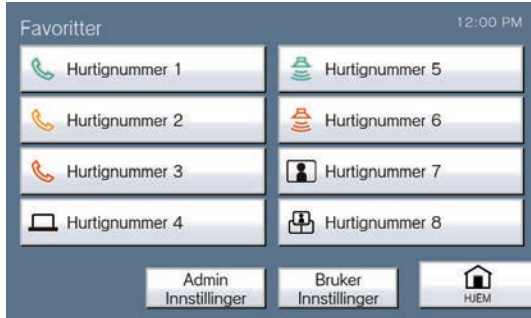 Favoritter
12:00 PM
Hurtignummer 1
Hurtignummer 5
Hurtignummer 2
Hurtignummer 6
Hurtignummer 3
Hurtignummer 7
Hurtignummer 4
Hurtignummer 8
Admin
Innstillinger
Bruker
Innstillinger
HJEM